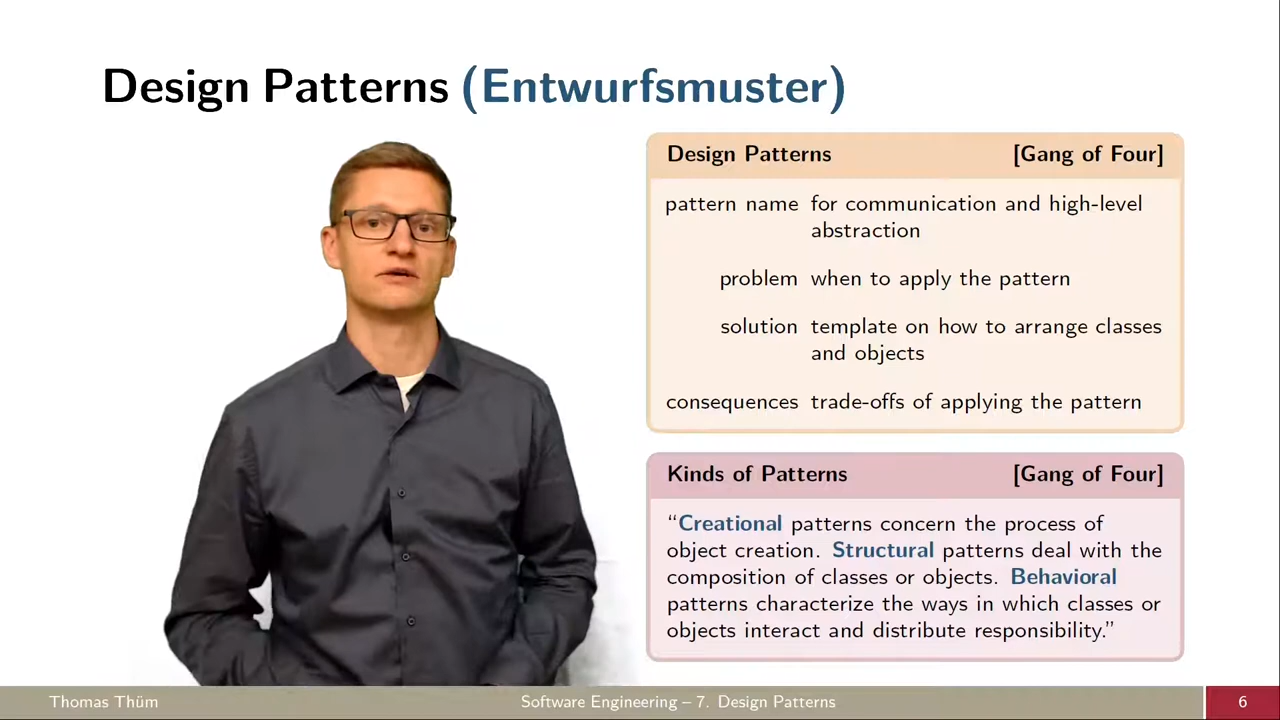 Design Patterns (Entwurfsmuster)
Design Patterns [Gang of Four]
pattern name for communication and high-level
abstraction
problem when to apply the pattern
solution template on how to arrange classes
and objects
consequences trade-offs of applying the pattern
Kinds of Patterns [Gang of Four]
“Creational patterns concern the process of
object creation. Structural patterns deal with the
composition of classes or objects. Behavioral
patterns characterize the ways in which classes or
objects interact and distribute responsibility.”
Thomas Thüm Software Engineering – 7. Design Patterns 6